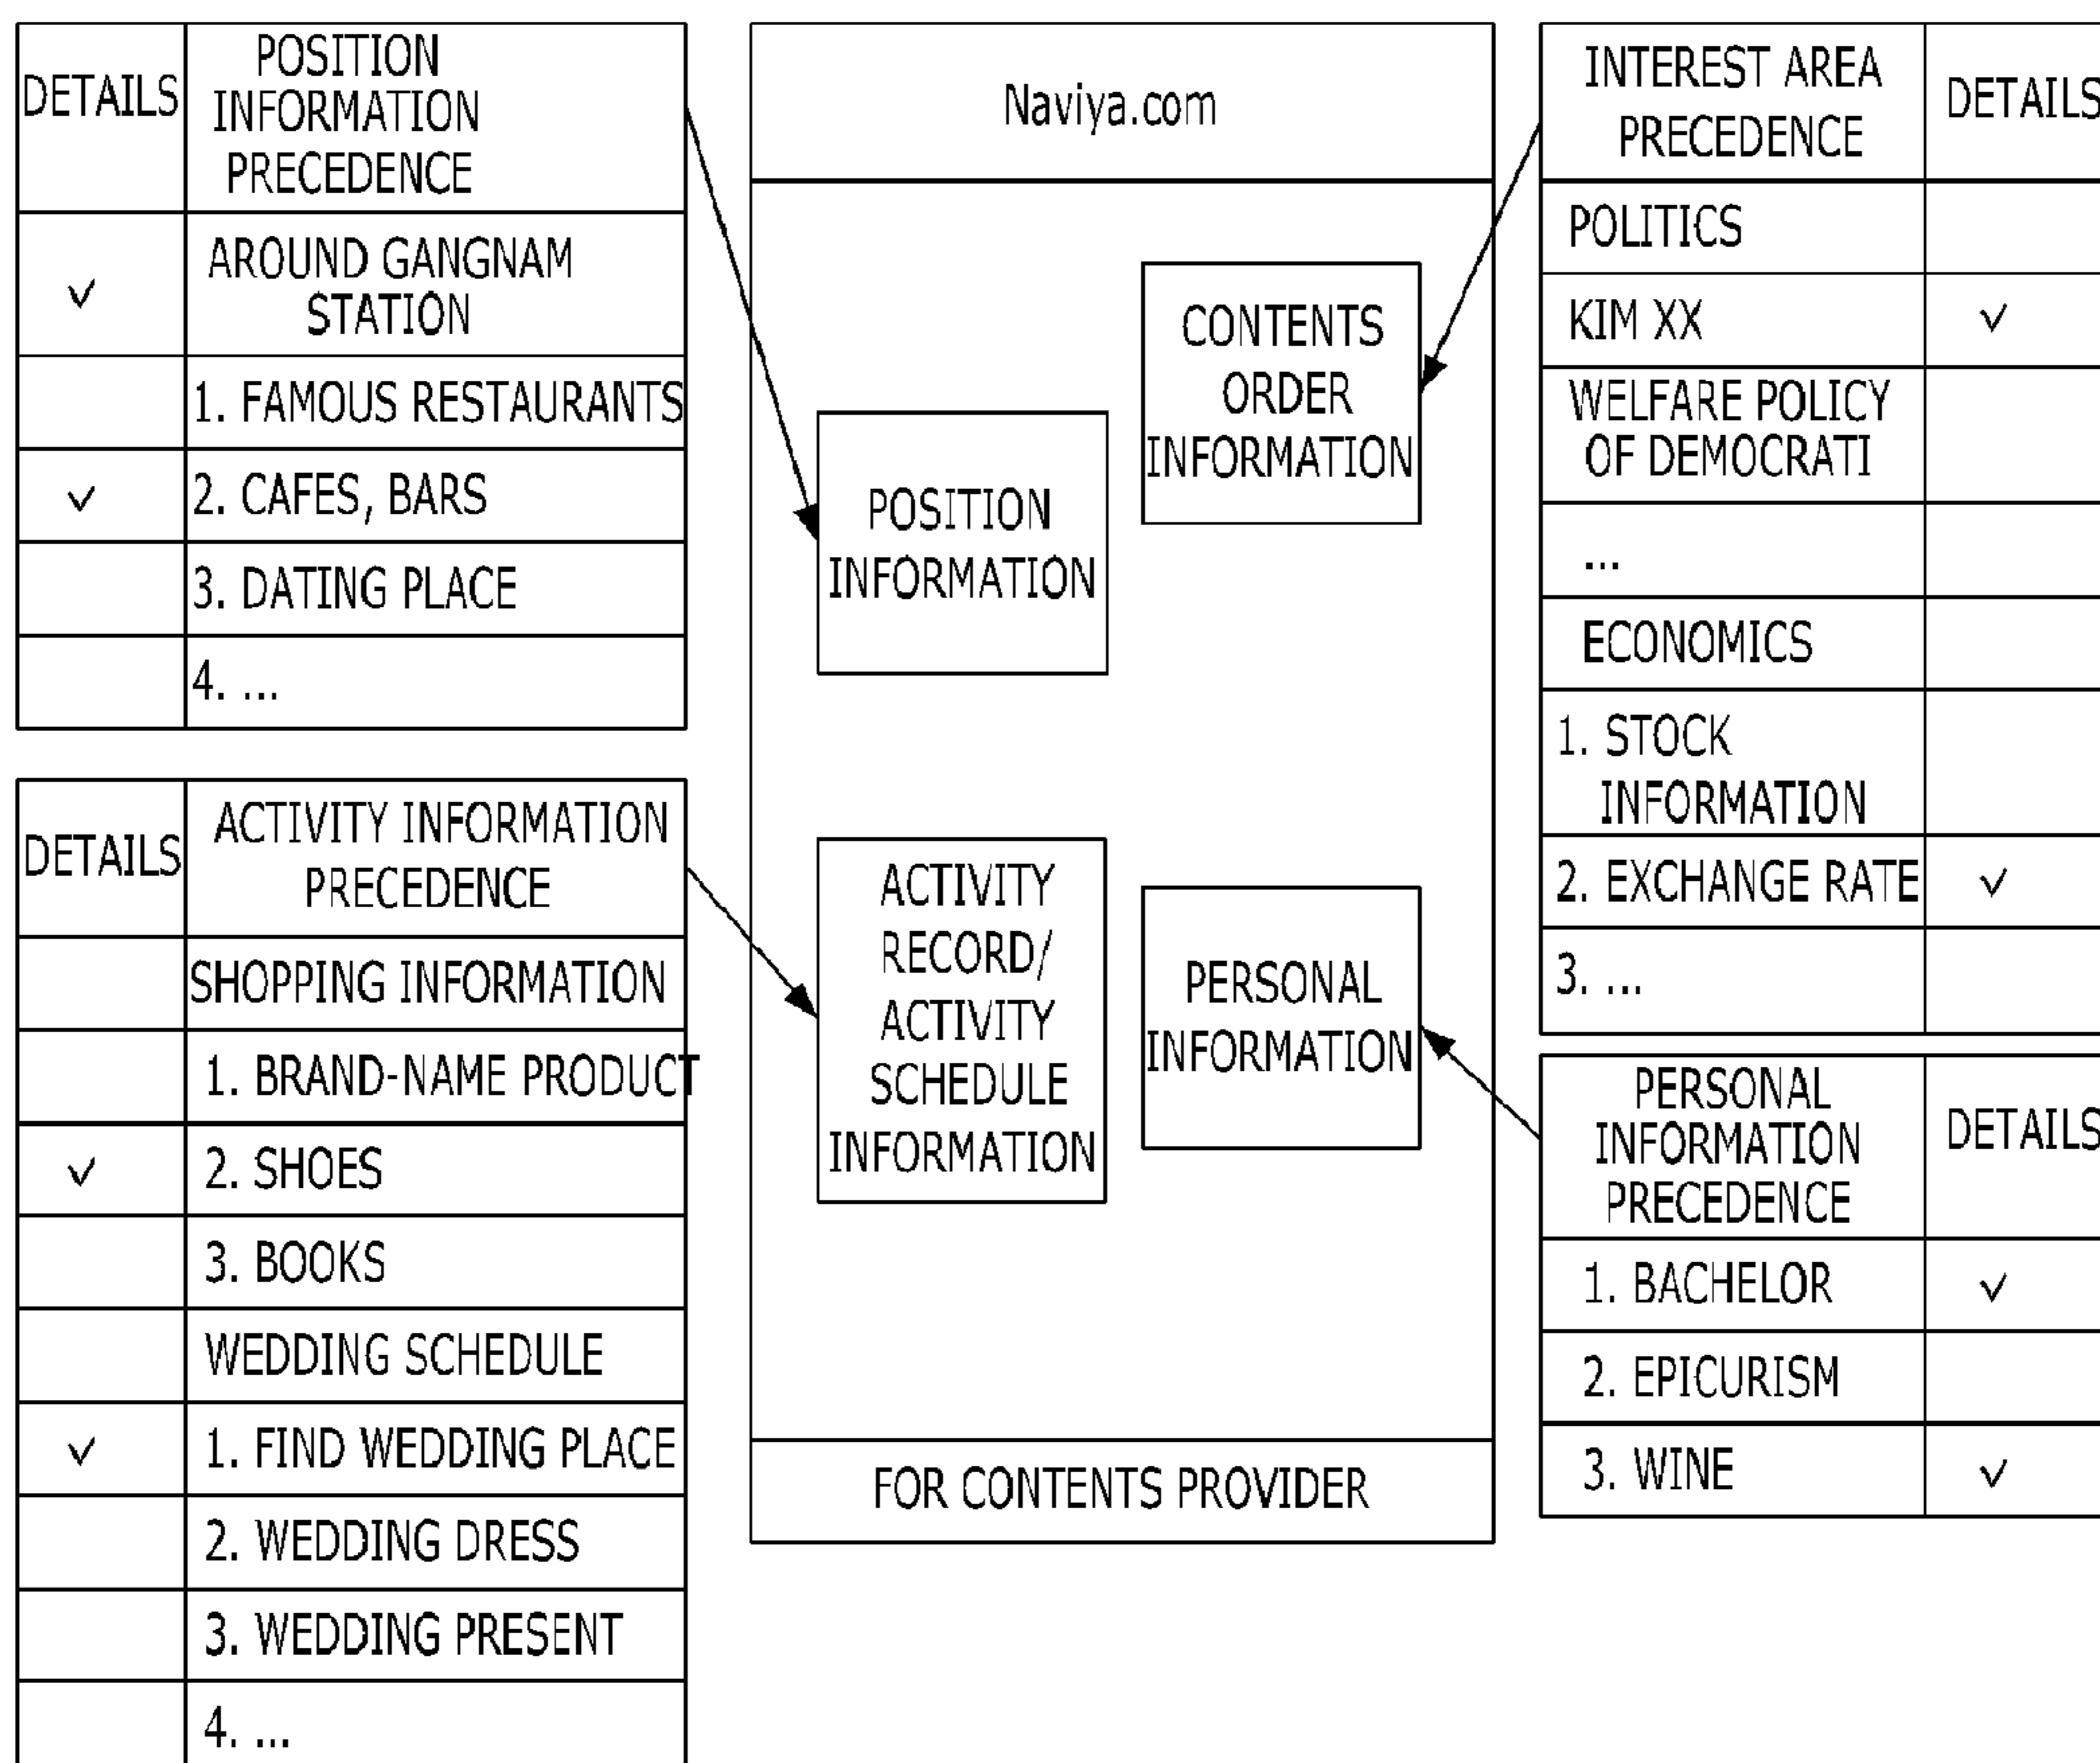 DETAILS
POSITION
INFORMATION
PRECEDENCE
AROUND GANGNAM
STATION
1. FAMOUS RESTAURANTS
2. CAFES, BARS
3. DATING PLACE
4. ...
DETAILS
ACTIVITY INFORMATION
PRECEDENCE
SHOPPING INFORMATION
1. BRAND-NAME PRODUCT
2. SHOES
3. BOOKS
WEDDING SCHEDULE
1. FIND WEDDING PLACE
2. WEDDING DRESS
3. WEDDING PRESENT
4. ...
Naviya.com
CONTENTS
ORDER
INFORMATION
POSITION
INFORMATION
ACTIVITY
RECORD/
ACTIVITY
SCHEDULE
INFORMATION
PERSONAL
INFORMATION
FOR CONTENTS PROVIDER
INTEREST AREA
PRECEDENCE
DETAILS
POLITICS
KIM XX
WELFARE POLICY
OF DEMOCRATI
...
ECONOMICS
1. STOCK
INFORMATION
2. EXCHANGE RATE
3. ...
PERSONAL
INFORMATION
PRECEDENCE
DETAILS
1. BACHELOR
2. EPICURISM
3. WINE